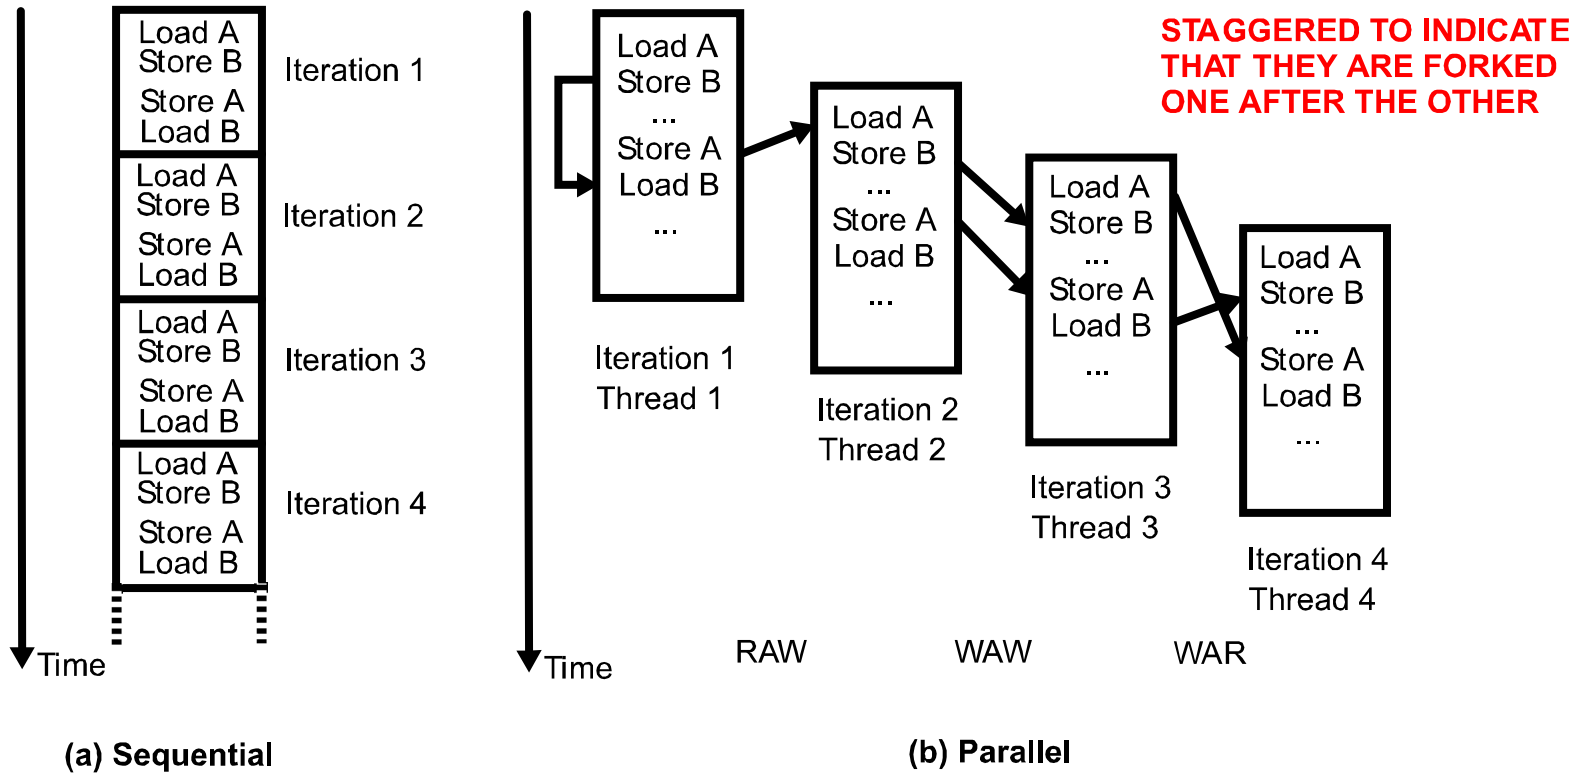 Load A
Store B
Store A
Load B
Iteration 1
Load A
Store B
Store A
Load B
Iteration 2
Load A
Store B
Store A
Load B
Iteration 3
Load A
Store B
Store A
Load B
Iteration 4
Time
(a) Sequential
STAGGERED TO INDICATE
THAT THEY ARE FORKED
ONE AFTER THE OTHER
Load A
Store B
...
Store A
Load B
...
Iteration 1
Thread 1
Load A
Store B
...
Store A
Load B
...
Iteration 2
Thread 2
Load A
Store B
...
Store A
Load B
...
Iteration 3
Thread 3
Load A
Store B
...
Store A
Load B
...
Iteration 4
Thread 4
Time
RAW
WAW
WAR
(b) Parallel